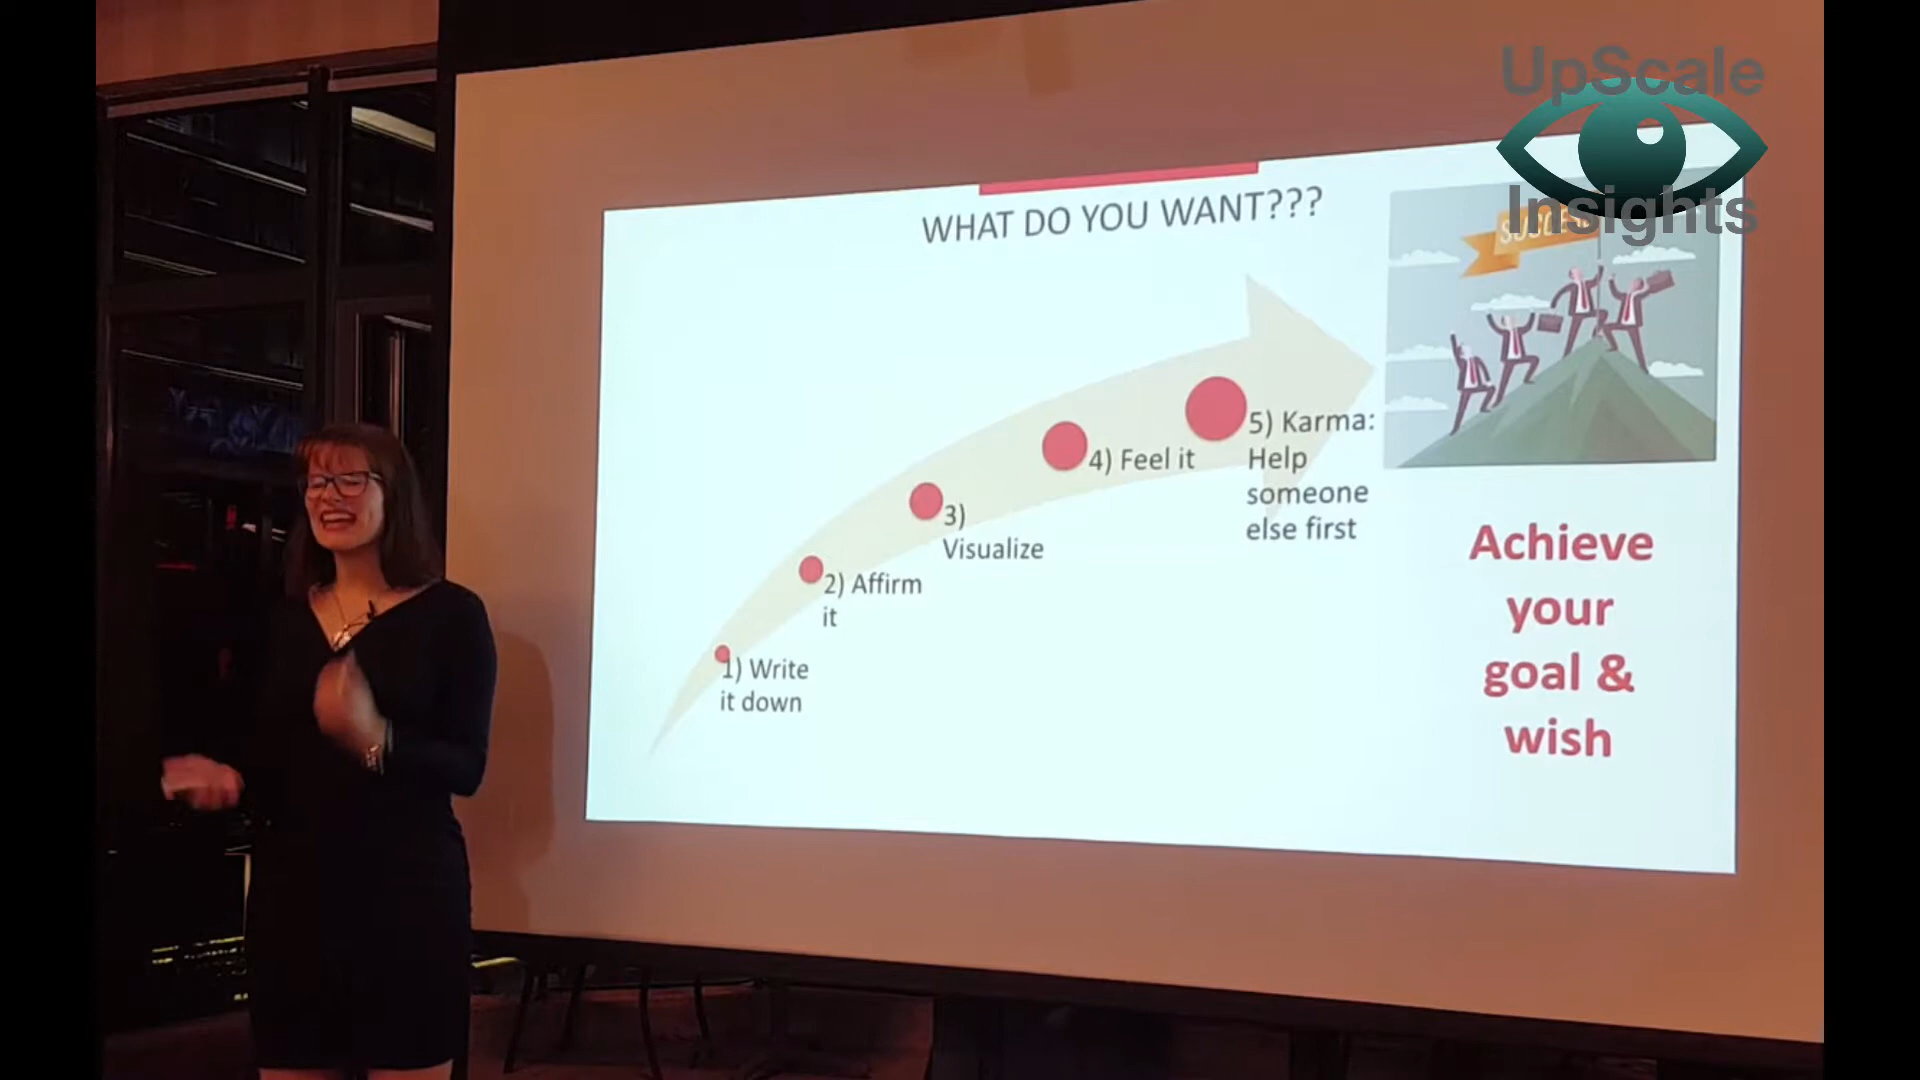 UpScale
Insights
WHAT DO YOU WANT???
SUCCESS
1) Write
it down
2) Affirm
it
3)
Visualize
4) Feel it
5) Karma:
Help
someone
else first
Achieve
your
goal &
wish